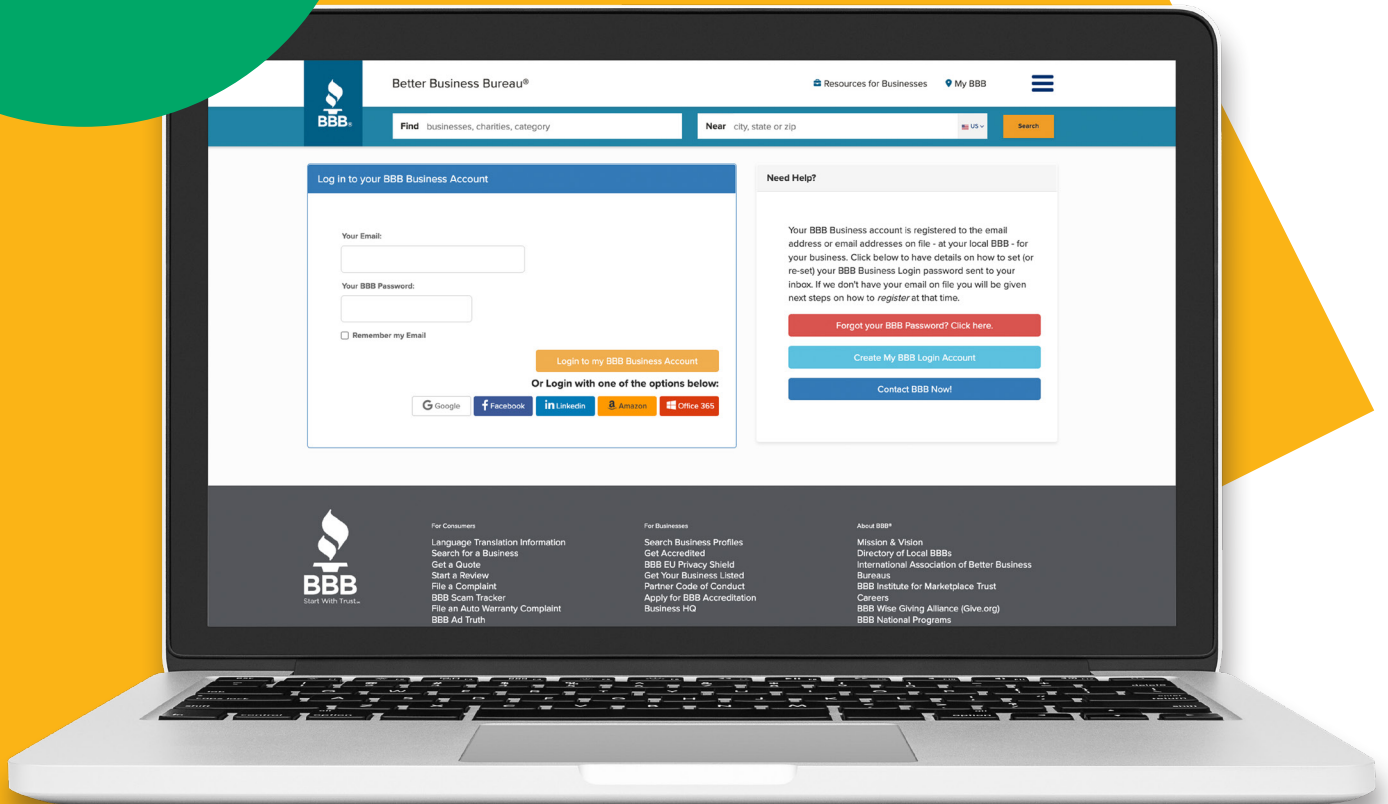 Better Business Bureau®
Resources for Businesses
My BBB
BBB®
Find businesses, charities, category
Near city, state or zip
US
Search
Log in to your BBB Business Account
Your Email:
Your BBB Password:
Remember my Email
Login to my BBB Business Account
Or Login with one of the options below:
Google
Facebook
Linkedin
Amazon
Office 365
Need Help?
Your BBB Business account is registered to the email
address or email addresses on file - at your local BBB - for
your business. Click below to have details on how to set (or
re-set) your BBB Business Login password sent to your
inbox. If we don't have your email on file you will be given
next steps on how to register at that time.
Forgot your BBB Password? Click here.
Create My BBB Login Account
Contact BBB Now!
BBB
Start With Trust
For Consumers
Language Translation Information
Search for a Business
Get a Quote
Start a Review
File a Complaint
BBB Scam Tracker
File an Auto Warranty Complaint
BBB Ad Truth
For Businesses
Search Business Profiles
Get Accredited
BBB EU Privacy Shield
Get Your Business Listed
Partner Code of Conduct
Apply for BBB Accreditation
Business HQ
About BBB®
Mission & Vision
Directory of Local BBBs
International Association of Better Business
Bureaus
BBB Institute for Marketplace Trust
Careers
BBB Wise Giving Alliance (Give.org)
BBB National Programs